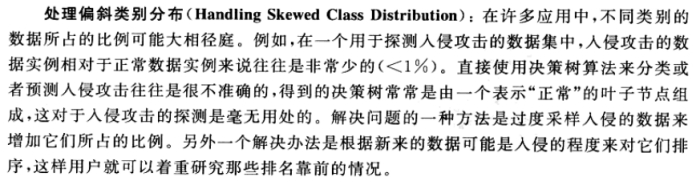 处理偏斜类别分布(Handling Skewed Class Distribution)：在许多应用中,不同类别的
数据所占的比例可能大相径庭。例如,在一个用于探测入侵攻击的数据集中,入侵攻击的数
据实例相对于正常数据实例来说往往是非常少的(<1%)。直接使用决策树算法来分类或
者预测入侵攻击往往是很不准确的,得到的决策树常常是由一个表示“正常”的叶子节点组
成,这对于入侵攻击的探测是毫无用处的。解决问题的一种方法是过度采样入侵的数据来
增加它们所占的比例。另外一个解决办法是根据新来的数据可能是入侵的程度来对它们排
序,这样用户就可以着重研究那些排名靠前的情况。